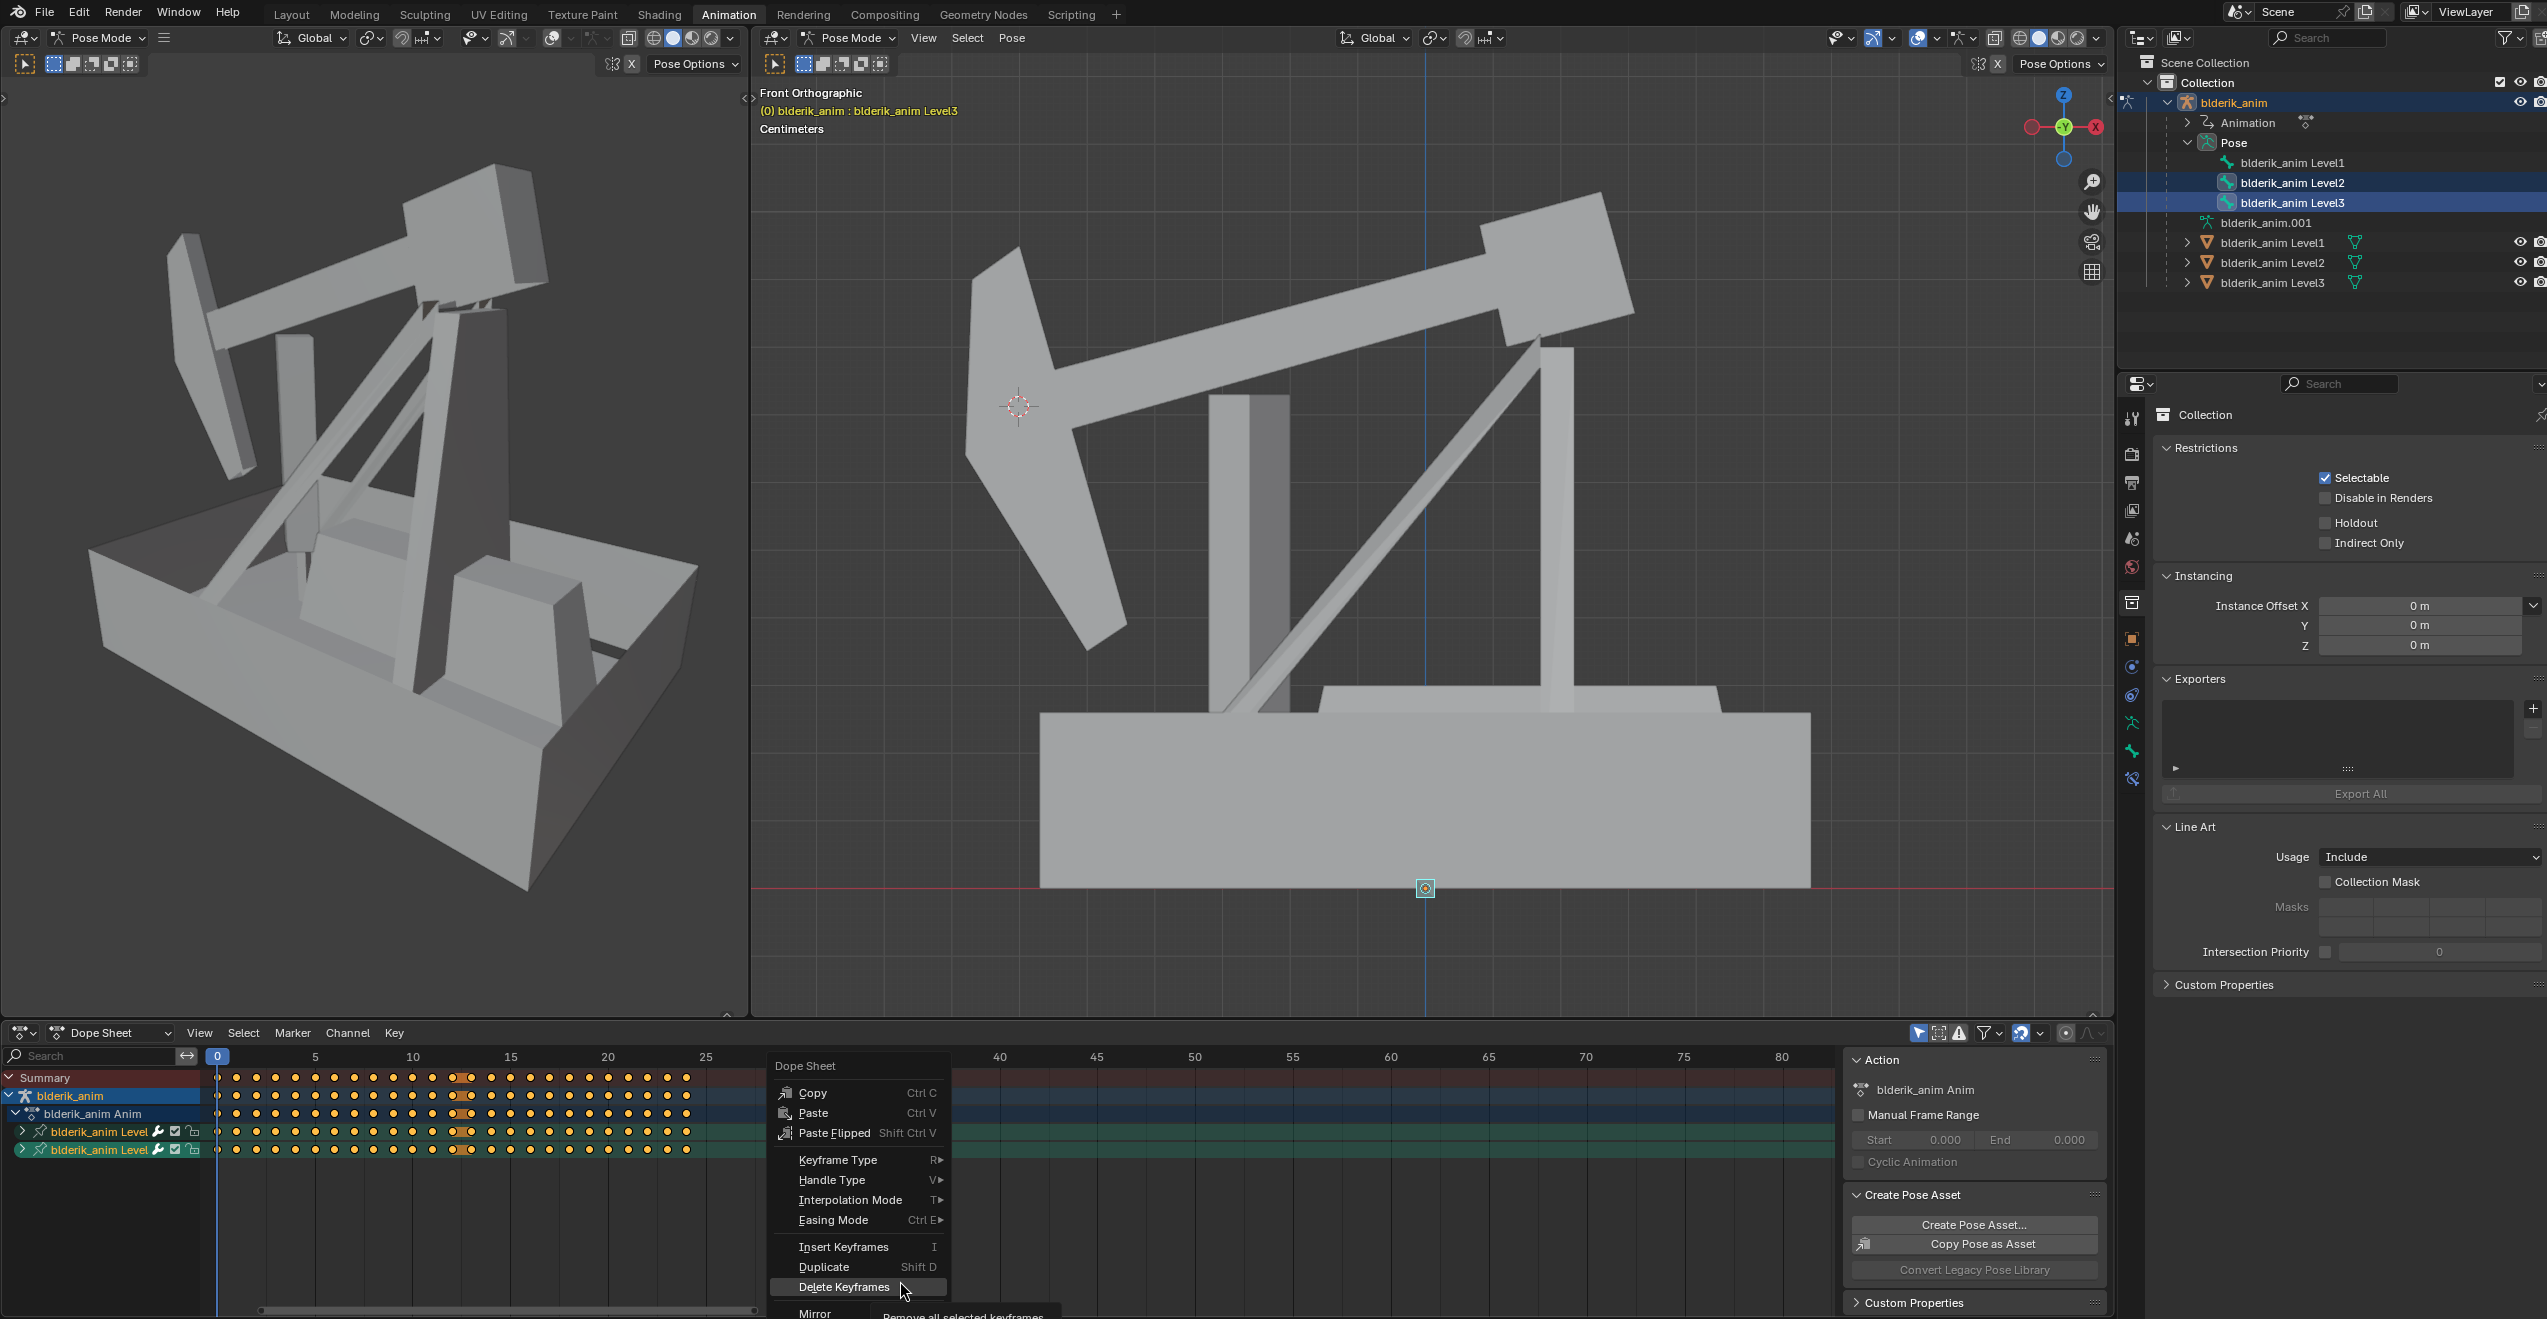 File Edit Render Window Help Layout Modeling Sculpting UV Editing Texture Paint Shading Animation Rendering Compositing Geometry Nodes Scripting + Scene ViewLayer
Pose Mode Global Pose Mode View Select Pose Global Search
X Pose Options X Pose Options
Scene Collection
Collection
blderik_anim
Animation
Pose
blderik_anim Level1
blderik_anim Level2
blderik_anim Level3
blderik_anim.001
blderik_anim Level1
blderik_anim Level2
blderik_anim Level3
Front Orthographic
(0) blderik_anim : blderik_anim Level3
Centimeters
Z
-Y X
Search
Collection
Restrictions
Selectable
Disable in Renders
Holdout
Indirect Only
Instancing
Instance Offset X 0 m
Y 0 m
Z 0 m
Exporters
+
Export All
Line Art
Usage Include
Collection Mask
Masks
Intersection Priority 0
Custom Properties
Dope Sheet View Select Marker Channel Key
Search 0 5 10 15 20 25 40 45 50 55 60 65 70 75 80
Summary
blderik_anim
blderik_anim Anim
blderik_anim Level
blderik_anim Level
Dope Sheet
Copy Ctrl C
Paste Ctrl V
Paste Flipped Shift Ctrl V
Keyframe Type R
Handle Type V
Interpolation Mode T
Easing Mode Ctrl E
Insert Keyframes I
Duplicate Shift D
Delete Keyframes
Mirror
Remove all selected keyframes
Action
blderik_anim Anim
Manual Frame Range
Start 0.000 End 0.000
Cyclic Animation
Create Pose Asset
Create Pose Asset...
Copy Pose as Asset
Convert Legacy Pose Library
Custom Properties